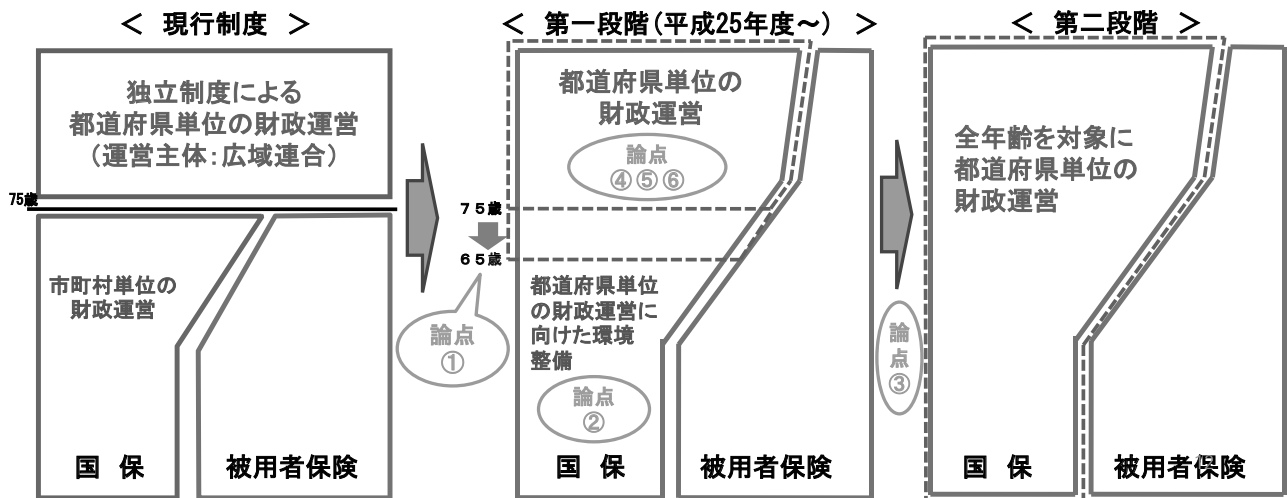 ＜ 現行制度 ＞
独立制度による
都道府県単位の財政運営
（運営主体：広域連合）
75歳
市町村単位の
財政運営
国 保
被用者保険
＜ 第一段階（平成25年度～） ＞
都道府県単位の
財政運営
論点
④⑤⑥
７５歳
６５歳
論点
①
都道府県単位
の財政運営に
向けた環境
整備
論点
②
国 保
被用者保険
＜ 第二段階 ＞
全年齢を対象に
都道府県単位の
財政運営
論
点
③
国 保
被用者保険